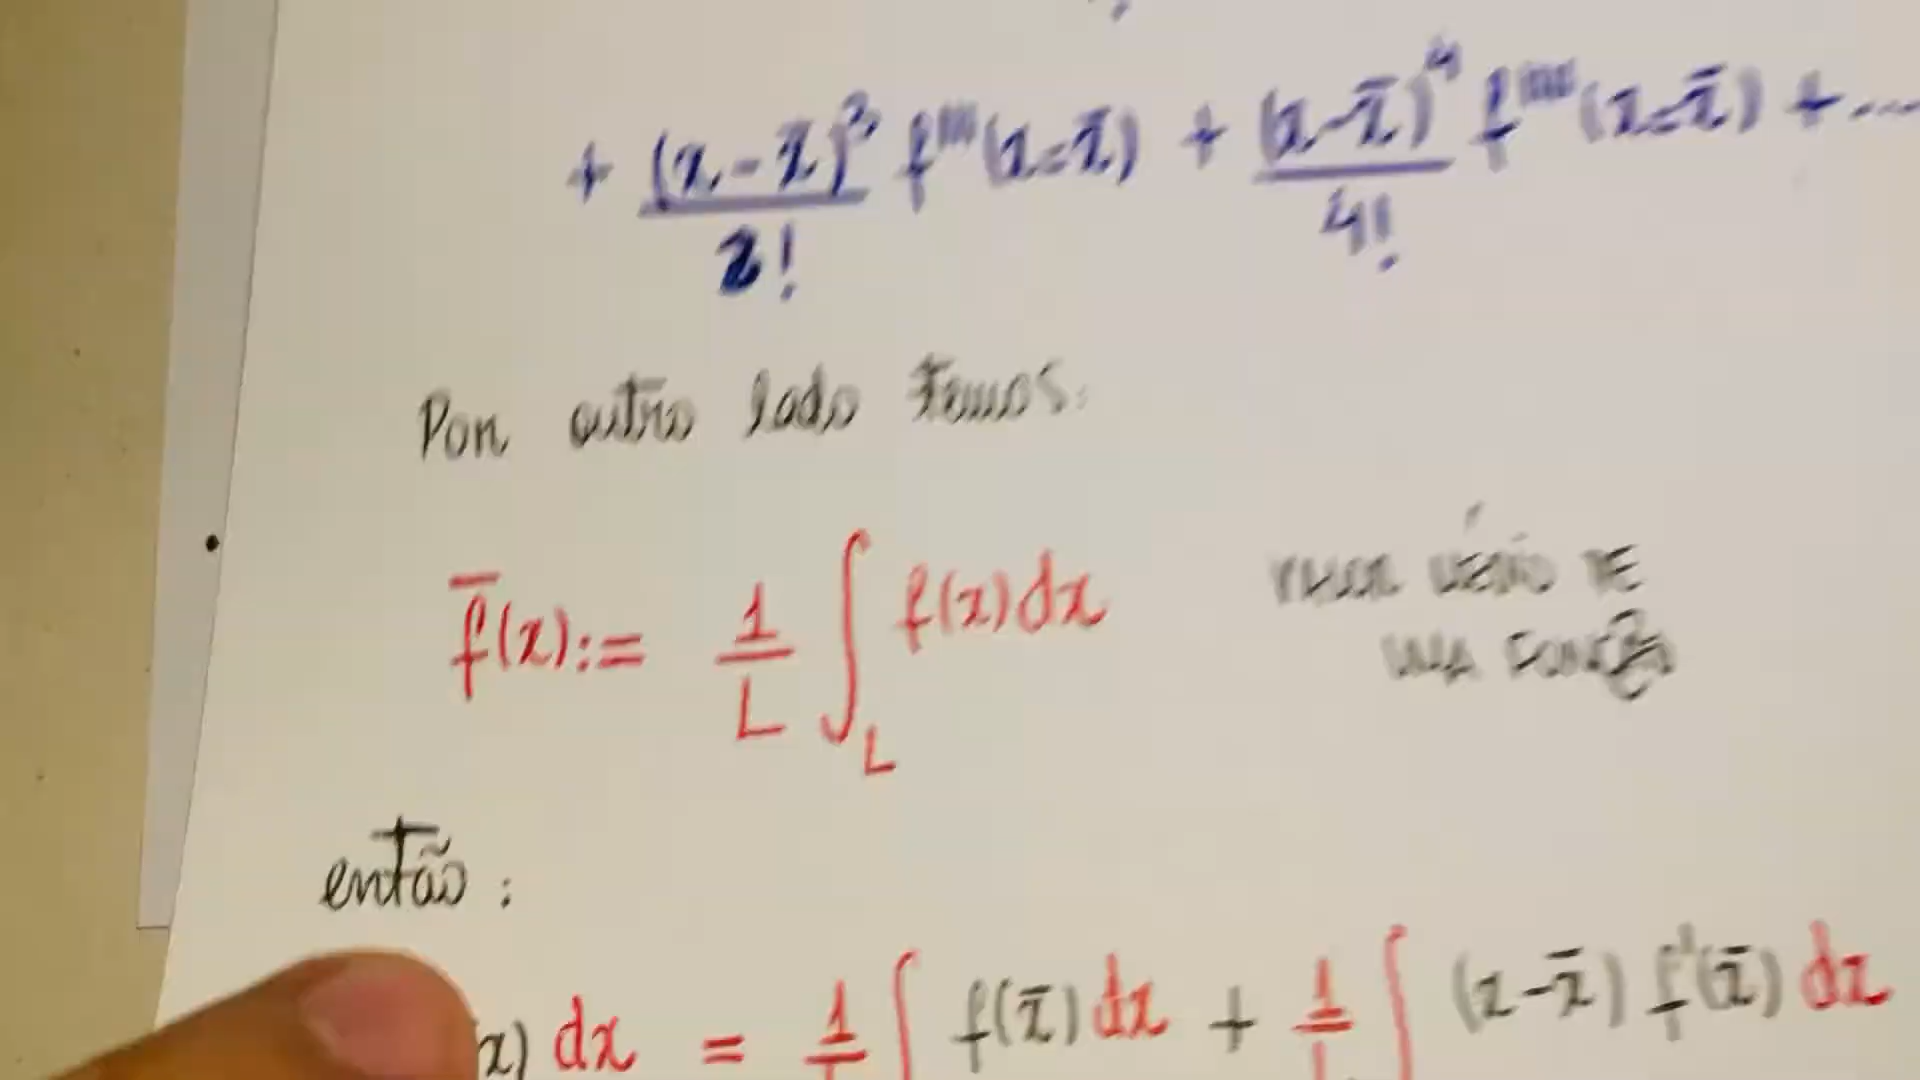 + (x-x̄)³/3! f'''(x=x̄) + (x-x̄)⁴/4! f''''(x=x̄) + ...
Por outro lado temos:
f̄(x) := 1/L ∫_L f(x)dx
VALOR MÉDIO DE
UMA FUNÇÃO
então:
x) dx = 1/L ∫ f(x̄) dx + 1/L ∫ (x-x̄) f'(x̄) dx